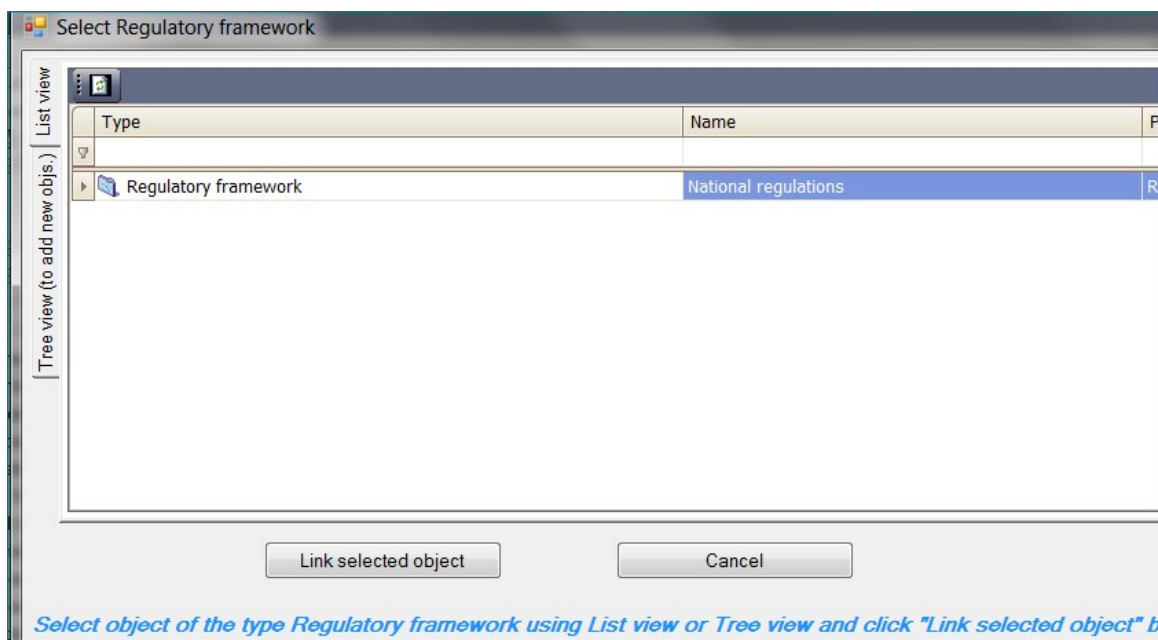 Select Regulatory framework
List view
Tree view (to add new objs.)
Type Name P
Regulatory framework National regulations R
Link selected object Cancel
Select object of the type Regulatory framework using List view or Tree view and click "Link selected object" b